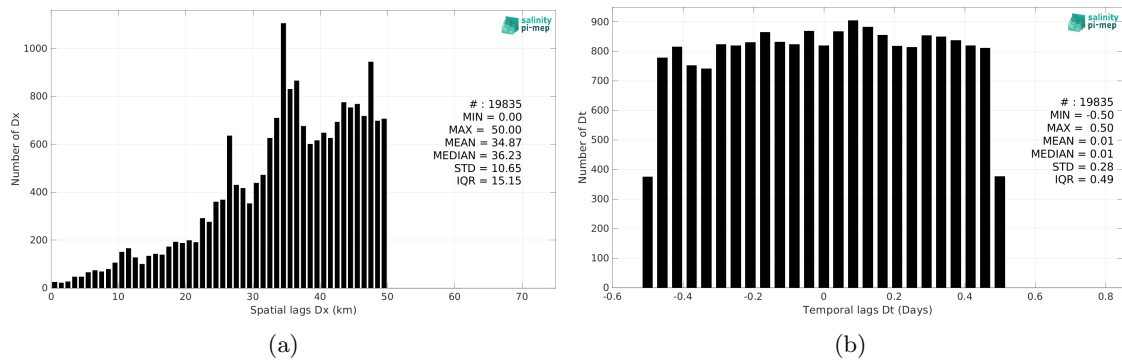 salinity
pi-mep
1000
800
600
400
200
0
Number of Dx
# : 19835
MIN = 0.00
MAX = 50.00
MEAN = 34.87
MEDIAN = 36.23
STD = 10.65
IQR = 15.15
0 10 20 30 40 50 60 70
Spatial lags Dx (km)
(a)
salinity
pi-mep
900
800
700
600
500
400
300
200
100
0
Number of Dt
# : 19835
MIN = -0.50
MAX = 0.50
MEAN = 0.01
MEDIAN = 0.01
STD = 0.28
IQR = 0.49
-0.6 -0.4 -0.2 0 0.2 0.4 0.6 0.8
Temporal lags Dt (Days)
(b)